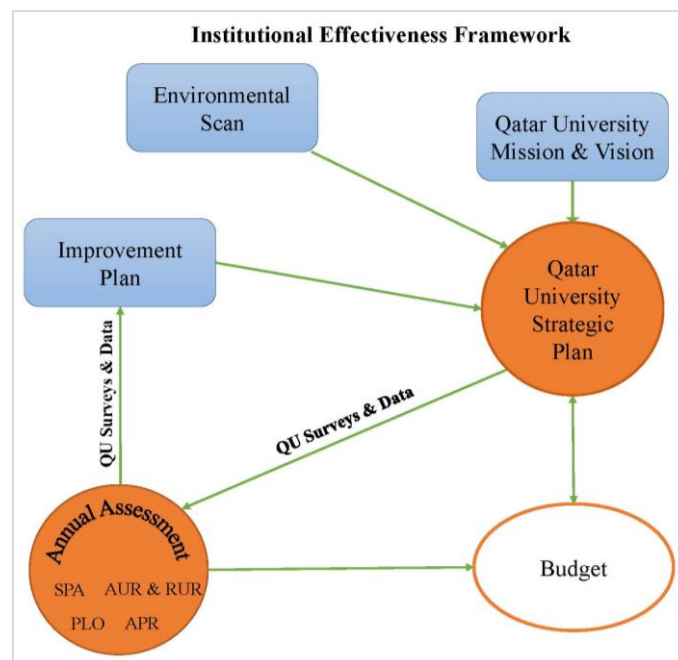 Institutional Effectiveness Framework
Environmental
Scan
Qatar University
Mission & Vision
Improvement
Plan
Qatar
University
Strategic
Plan
QU Surveys & Data
QU Surveys & Data
Annual Assessment
SPA AUR & RUR
PLO APR
Budget